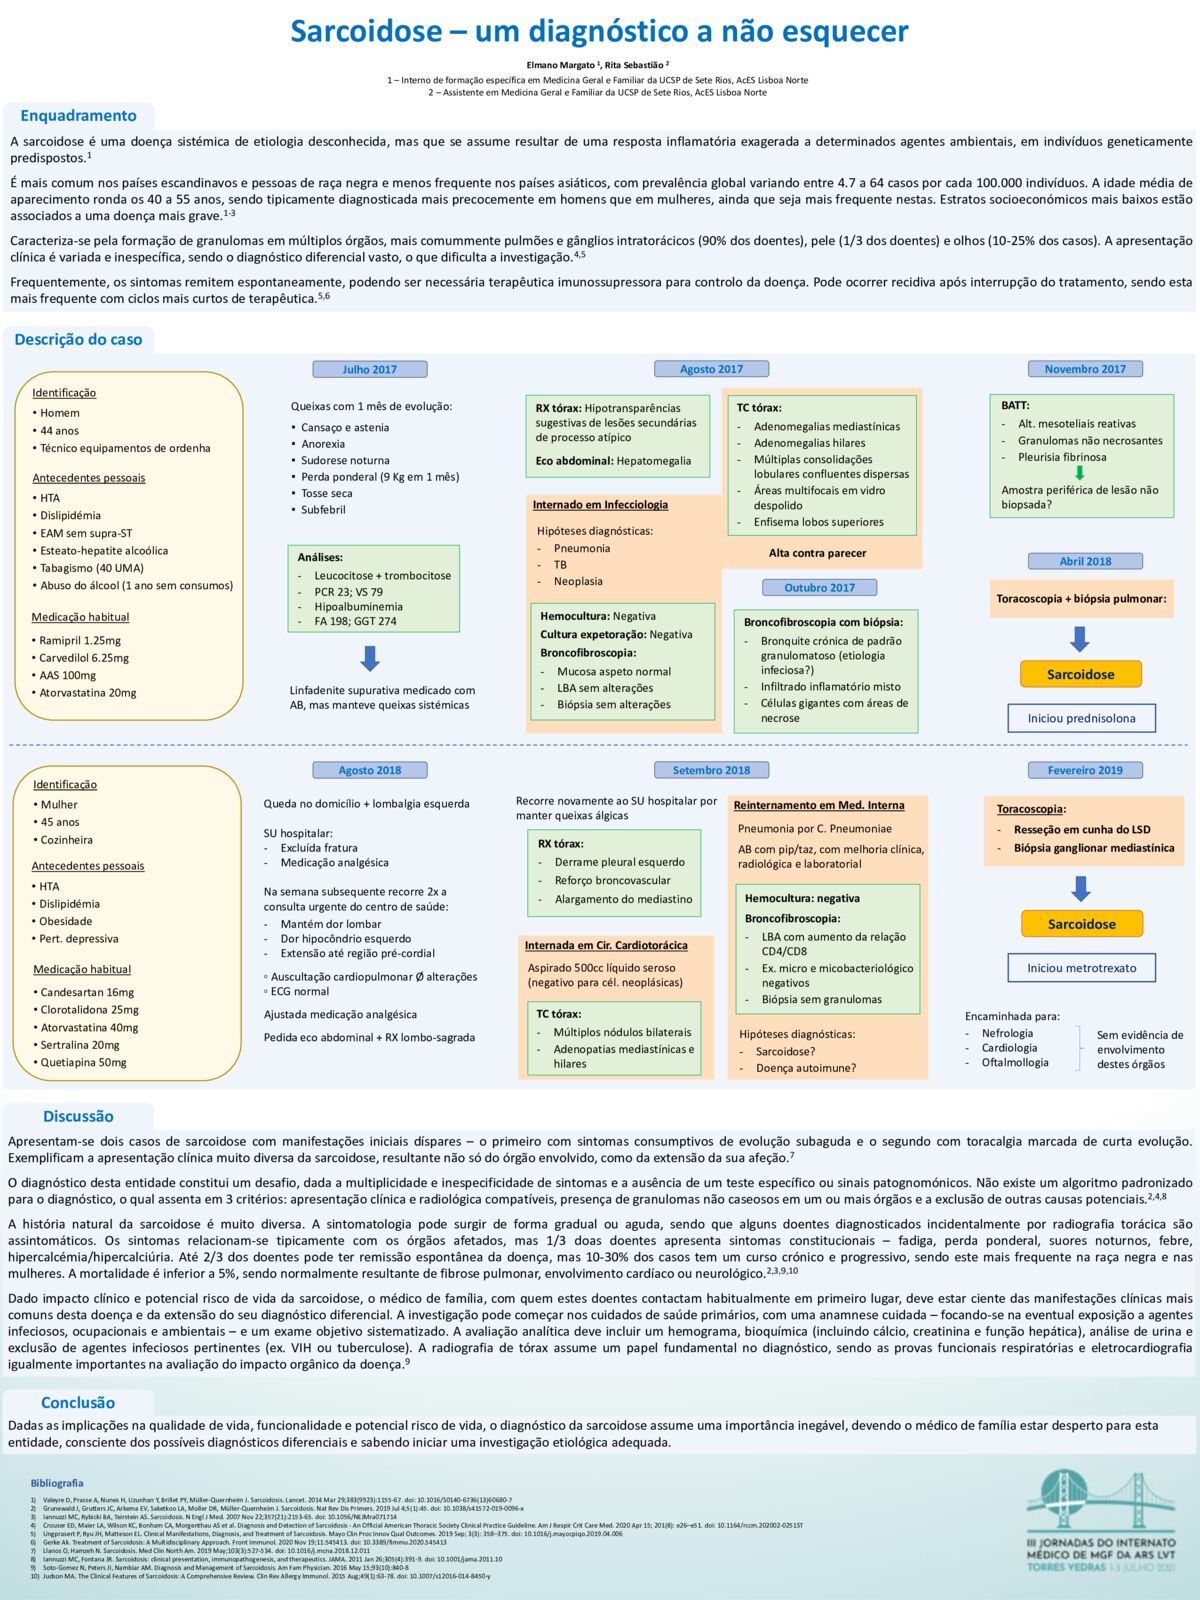 Sarcoidose – um diagnóstico a não esquecer
Elmano Margato ¹, Rita Sebastião ²
1 – Interno de formação específica em Medicina Geral e Familiar da UCSP de Sete Rios, AcES Lisboa Norte
2 – Assistente em Medicina Geral e Familiar da UCSP de Sete Rios, AcES Lisboa Norte
Enquadramento
A sarcoidose é uma doença sistémica de etiologia desconhecida, mas que se assume resultar de uma resposta inflamatória exagerada a determinados agentes ambientais, em indivíduos geneticamente
predispostos.¹
É mais comum nos países escandinavos e pessoas de raça negra e menos frequente nos países asiáticos, com prevalência global variando entre 4.7 a 64 casos por cada 100.000 indivíduos. A idade média de
aparecimento ronda os 40 a 55 anos, sendo tipicamente diagnosticada mais precocemente em homens que em mulheres, ainda que seja mais frequente nestas. Estratos socioeconómicos mais baixos estão
associados a uma doença mais grave.¹⁻³
Caracteriza-se pela formação de granulomas em múltiplos órgãos, mais comummente pulmões e gânglios intratorácicos (90% dos doentes), pele (1/3 dos doentes) e olhos (10-25% dos casos). A apresentação
clínica é variada e inespecífica, sendo o diagnóstico diferencial vasto, o que dificulta a investigação.⁴,⁵
Frequentemente, os sintomas remitem espontaneamente, podendo ser necessária terapêutica imunossupressora para controlo da doença. Pode ocorrer recidiva após interrupção do tratamento, sendo esta
mais frequente com ciclos mais curtos de terapêutica.⁵,⁶
Descrição do caso
Identificação
• Homem
• 44 anos
• Técnico equipamentos de ordenha
Antecedentes pessoais
• HTA
• Dislipidémia
• EAM sem supra-ST
• Esteato-hepatite alcoólica
• Tabagismo (40 UMA)
• Abuso do álcool (1 ano sem consumos)
Medicação habitual
• Ramipril 1.25mg
• Carvedilol 6.25mg
• AAS 100mg
• Atorvastatina 20mg
Julho 2017
Queixas com 1 mês de evolução:
▪ Cansaço e astenia
▪ Anorexia
▪ Sudorese noturna
▪ Perda ponderal (9 Kg em 1 mês)
▪ Tosse seca
▪ Subfebril
Análises:
- Leucocitose + trombocitose
- PCR 23; VS 79
- Hipoalbuminemia
- FA 198; GGT 274
Linfadenite supurativa medicado com
AB, mas manteve queixas sistémicas
Agosto 2017
RX tórax: Hipotransparências
sugestivas de lesões secundárias
de processo atípico
Eco abdominal: Hepatomegalia
Internado em Infecciologia
Hipóteses diagnósticas:
- Pneumonia
- TB
- Neoplasia
Hemocultura: Negativa
Cultura expetoração: Negativa
Broncofibroscopia:
- Mucosa aspeto normal
- LBA sem alterações
- Biópsia sem alterações
TC tórax:
- Adenomegalias mediastínicas
- Adenomegalias hilares
- Múltiplas consolidações
lobulares confluentes dispersas
- Áreas multifocais em vidro
despolido
- Enfisema lobos superiores
Alta contra parecer
Outubro 2017
Broncofibroscopia com biópsia:
- Bronquite crónica de padrão
granulomatoso (etiologia
infeciosa?)
- Infiltrado inflamatório misto
- Células gigantes com áreas de
necrose
Novembro 2017
BATT:
- Alt. mesoteliais reativas
- Granulomas não necrosantes
- Pleurisia fibrinosa
Amostra periférica de lesão não
biopsada?
Abril 2018
Toracoscopia + biópsia pulmonar:
Sarcoidose
Iniciou prednisolona
Identificação
• Mulher
• 45 anos
• Cozinheira
Antecedentes pessoais
• HTA
• Dislipidémia
• Obesidade
• Pert. depressiva
Medicação habitual
• Candesartan 16mg
• Clorotalidona 25mg
• Atorvastatina 40mg
• Sertralina 20mg
• Quetiapina 50mg
Agosto 2018
Queda no domicílio + lombalgia esquerda
SU hospitalar:
- Excluída fratura
- Medicação analgésica
Na semana subsequente recorre 2x a
consulta urgente do centro de saúde:
- Mantém dor lombar
- Dor hipocôndrio esquerdo
- Extensão até região pré-cordial
◦ Auscultação cardiopulmonar Ø alterações
◦ ECG normal
Ajustada medicação analgésica
Pedida eco abdominal + RX lombo-sagrada
Setembro 2018
Recorre novamente ao SU hospitalar por
manter queixas álgicas
RX tórax:
- Derrame pleural esquerdo
- Reforço broncovascular
- Alargamento do mediastino
Internada em Cir. Cardiotorácica
Aspirado 500cc líquido seroso
(negativo para cél. neoplásicas)
TC tórax:
- Múltiplos nódulos bilaterais
- Adenopatias mediastínicas e
hilares
Reinternamento em Med. Interna
Pneumonia por C. Pneumoniae
AB com pip/taz, com melhoria clínica,
radiológica e laboratorial
Hemocultura: negativa
Broncofibroscopia:
- LBA com aumento da relação
CD4/CD8
- Ex. micro e micobacteriológico
negativos
- Biópsia sem granulomas
Hipóteses diagnósticas:
- Sarcoidose?
- Doença autoimune?
Fevereiro 2019
Toracoscopia:
- Resseção em cunha do LSD
- Biópsia ganglionar mediastínica
Sarcoidose
Iniciou metrotrexato
Encaminhada para:
- Nefrologia
- Cardiologia
- Oftalmollogia
Sem evidência de
envolvimento
destes órgãos
Discussão
Apresentam-se dois casos de sarcoidose com manifestações iniciais díspares – o primeiro com sintomas consumptivos de evolução subaguda e o segundo com toracalgia marcada de curta evolução.
Exemplificam a apresentação clínica muito diversa da sarcoidose, resultante não só do órgão envolvido, como da extensão da sua afeção.⁷
O diagnóstico desta entidade constitui um desafio, dada a multiplicidade e inespecificidade de sintomas e a ausência de um teste específico ou sinais patognomónicos. Não existe um algoritmo padronizado
para o diagnóstico, o qual assenta em 3 critérios: apresentação clínica e radiológica compatíveis, presença de granulomas não caseosos em um ou mais órgãos e a exclusão de outras causas potenciais.²,⁴,⁸
A história natural da sarcoidose é muito diversa. A sintomatologia pode surgir de forma gradual ou aguda, sendo que alguns doentes diagnosticados incidentalmente por radiografia torácica são
assintomáticos. Os sintomas relacionam-se tipicamente com os órgãos afetados, mas 1/3 doas doentes apresenta sintomas constitucionais – fadiga, perda ponderal, suores noturnos, febre,
hipercalcémia/hipercalciúria. Até 2/3 dos doentes pode ter remissão espontânea da doença, mas 10-30% dos casos tem um curso crónico e progressivo, sendo este mais frequente na raça negra e nas
mulheres. A mortalidade é inferior a 5%, sendo normalmente resultante de fibrose pulmonar, envolvimento cardíaco ou neurológico.²,³,⁹,¹⁰
Dado impacto clínico e potencial risco de vida da sarcoidose, o médico de família, com quem estes doentes contactam habitualmente em primeiro lugar, deve estar ciente das manifestações clínicas mais
comuns desta doença e da extensão do seu diagnóstico diferencial. A investigação pode começar nos cuidados de saúde primários, com uma anamnese cuidada – focando-se na eventual exposição a agentes
infeciosos, ocupacionais e ambientais – e um exame objetivo sistematizado. A avaliação analítica deve incluir um hemograma, bioquímica (incluindo cálcio, creatinina e função hepática), análise de urina e
exclusão de agentes infeciosos pertinentes (ex. VIH ou tuberculose). A radiografia de tórax assume um papel fundamental no diagnóstico, sendo as provas funcionais respiratórias e eletrocardiografia
igualmente importantes na avaliação do impacto orgânico da doença.⁹
Conclusão
Dadas as implicações na qualidade de vida, funcionalidade e potencial risco de vida, o diagnóstico da sarcoidose assume uma importância inegável, devendo o médico de família estar desperto para esta
entidade, consciente dos possíveis diagnósticos diferenciais e sabendo iniciar uma investigação etiológica adequada.
Bibliografia
1) Valeyre D, Prasse A, Nunes H, Uzunhan Y, Brillet PY, Müller-Quernheim J. Sarcoidosis. Lancet. 2014 Mar 29;383(9923):1155-67. doi: 10.1016/S0140-6736(13)60680-7
2) Grunewald J, Grutters JC, Arkema EV, Saketkoo LA, Moller DR, Müller-Quernheim J. Sarcoidosis. Nat Rev Dis Primers. 2019 Jul 4;5(1):45. doi: 10.1038/s41572-019-0096-x
3) Iannuzzi MC, Rybicki BA, Teirstein AS. Sarcoidosis. N Engl J Med. 2007 Nov 22;357(21):2153-65. doi: 10.1056/NEJMra071714
4) Crouser ED, Maier LA, Wilson KC, Bonham CA, Morgenthau AS et al. Diagnosis and Detection of Sarcoidosis - An Official American Thoracic Society Clinical Practice Guideline. Am J Respir Crit Care Med. 2020 Apr 15; 201(8): e26–e51. doi: 10.1164/rccm.202002-0251ST
5) Ungprasert P, Ryu JH, Matteson EL. Clinical Manifestations, Diagnosis, and Treatment of Sarcoidosis. Mayo Clin Proc Innov Qual Outcomes. 2019 Sep; 3(3): 358–375. doi: 10.1016/j.mayocpiqo.2019.04.006
6) Gerke AK. Treatment of Sarcoidosis: A Multidisciplinary Approach. Front Immunol. 2020 Nov 19;11:545413. doi: 10.3389/fimmu.2020.545413
7) Llanos O, Hamzeh N. Sarcoidosis. Med Clin North Am. 2019 May;103(3):527-534. doi: 10.1016/j.mcna.2018.12.011
8) Iannuzzi MC, Fontana JR. Sarcoidosis: clinical presentation, immunopathogenesis, and therapeutics. JAMA. 2011 Jan 26;305(4):391-9. doi: 10.1001/jama.2011.10
9) Soto-Gomez N, Peters JI, Nambiar AM. Diagnosis and Management of Sarcoidosis. Am Fam Physician. 2016 May 15;93(10):840-8
10) Judson MA. The Clinical Features of Sarcoidosis: A Comprehensive Review. Clin Rev Allergy Immunol. 2015 Aug;49(1):63-78. doi: 10.1007/s12016-014-8450-y
III JORNADAS DO INTERNATO
MÉDICO DE MGF DA ARS LVT
TORRES VEDRAS 1-3 JULHO 2021